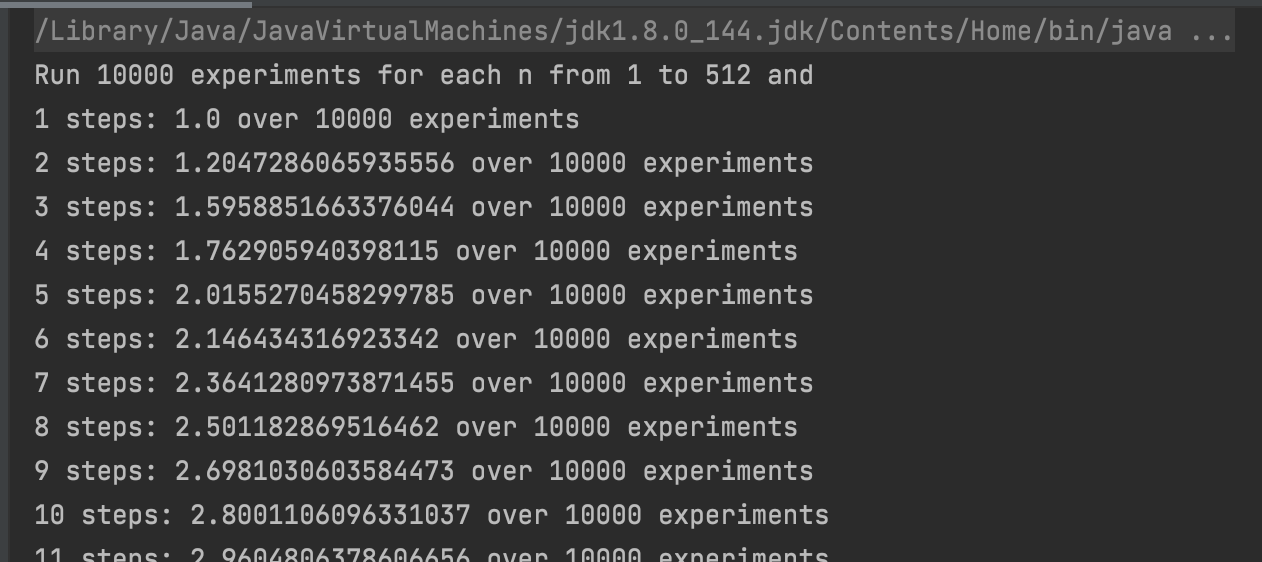 /Library/Java/JavaVirtualMachines/jdk1.8.0_144.jdk/Contents/Home/bin/java ...
Run 10000 experiments for each n from 1 to 512 and
1 steps: 1.0 over 10000 experiments
2 steps: 1.2047286065935556 over 10000 experiments
3 steps: 1.5958851663376044 over 10000 experiments
4 steps: 1.762905940398115 over 10000 experiments
5 steps: 2.0155270458299785 over 10000 experiments
6 steps: 2.146434316923342 over 10000 experiments
7 steps: 2.3641280973871455 over 10000 experiments
8 steps: 2.501182869516462 over 10000 experiments
9 steps: 2.6981030603584473 over 10000 experiments
10 steps: 2.8001106096331037 over 10000 experiments
11 steps: 2.9604806378606656 over 10000 experiments